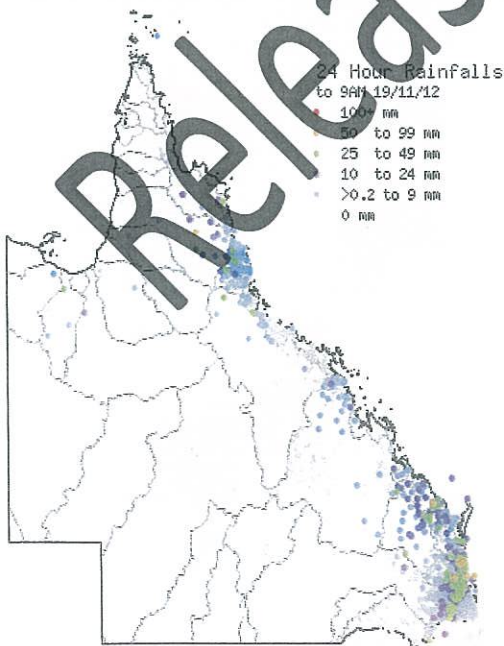 Releas
24 Hour Rainfalls
to 9AM 19/11/12
100+ mm
50 to 99 mm
25 to 49 mm
10 to 24 mm
>0.2 to 9 mm
0 mm